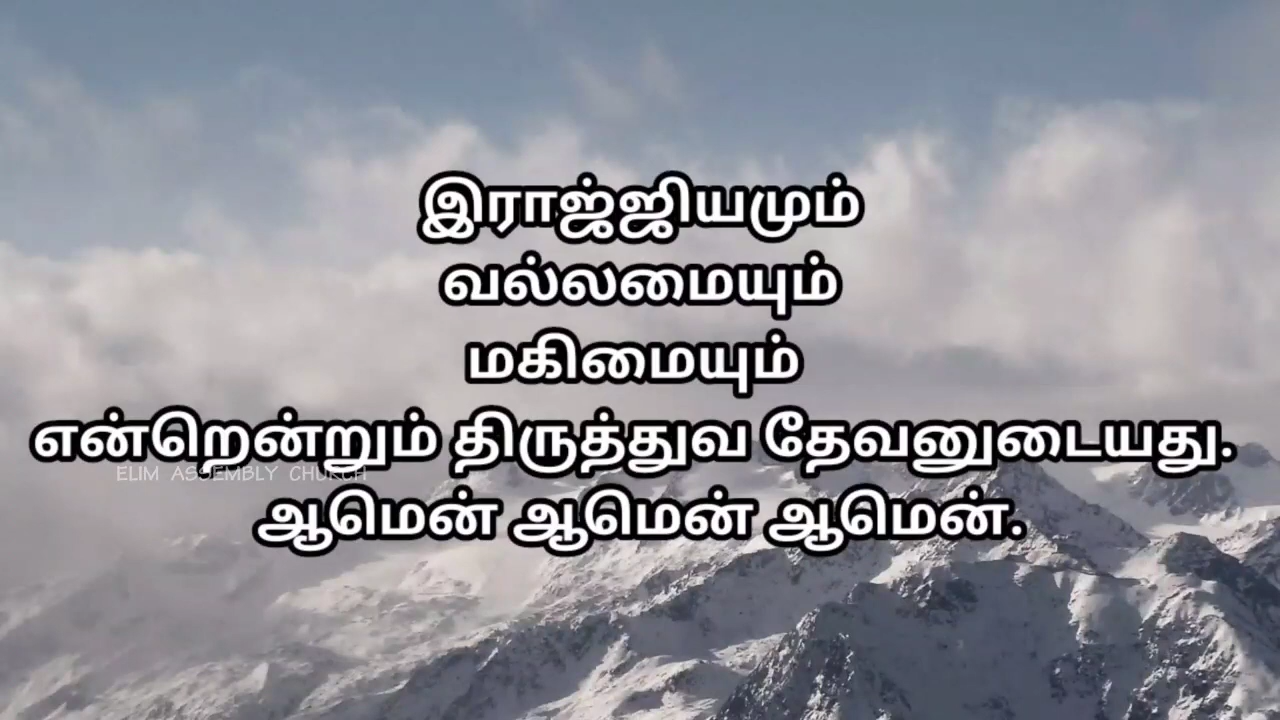 இராஜ்ஜியமும்
வல்லமையும்
மகிமையும்
என்றென்றும் திருத்துவ தேவனுடையது.
ELIM ASSEMBLY CHURCH
ஆமென் ஆமென் ஆமென்.